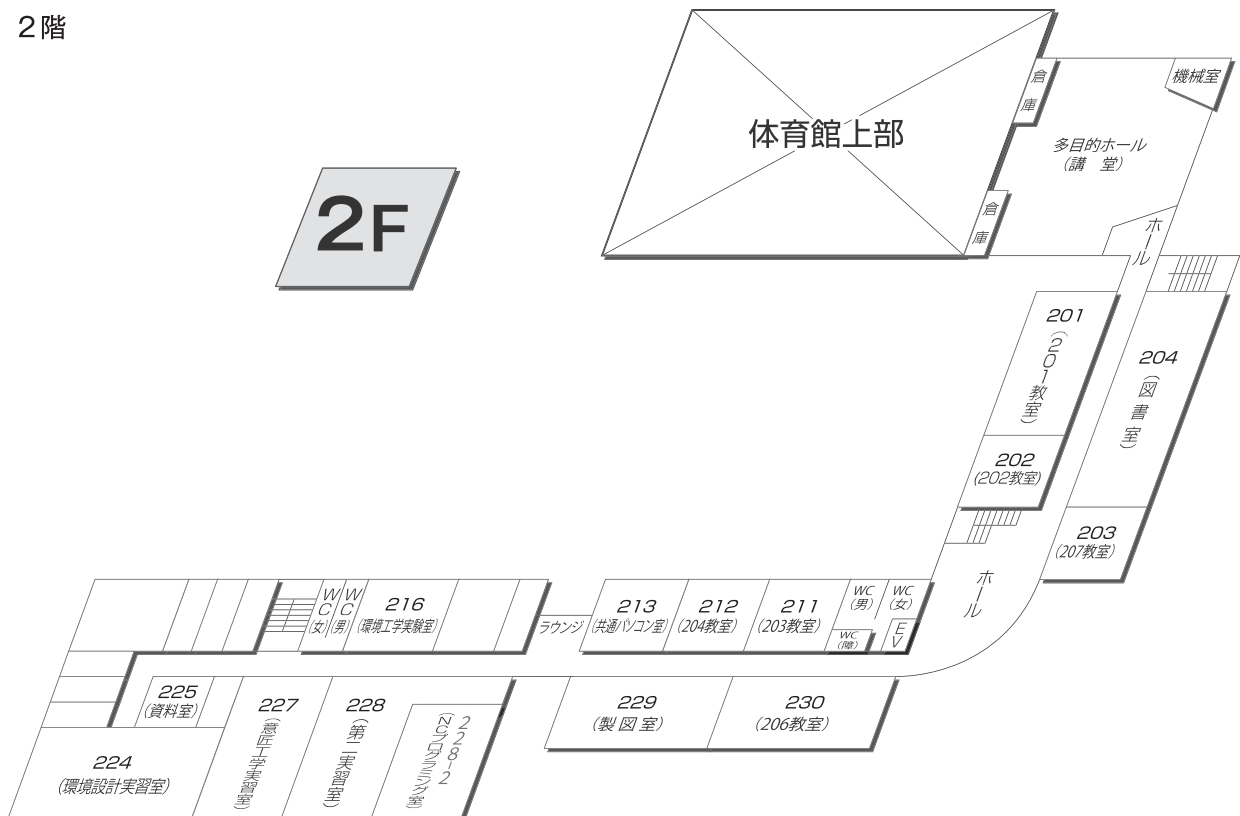 2階
2F
体育館上部
倉庫
機械室
多目的ホール
(講 堂)
倉庫
ホール
201
(201教室)
204
(図書室)
202
(202教室)
203
(207教室)
ホール
WC(女)
WC(男)
216
(環境工学実験室)
ラウンジ
213
(共通パソコン室)
212
(204教室)
211
(203教室)
WC
(男)
WC
(女)
WC
(障)
EV
225
(資料室)
227
(意匠工学実習室)
228
(第二実習室)
228-2
(NCプログラミング室)
229
(製図室)
230
(206教室)
224
(環境設計実習室)